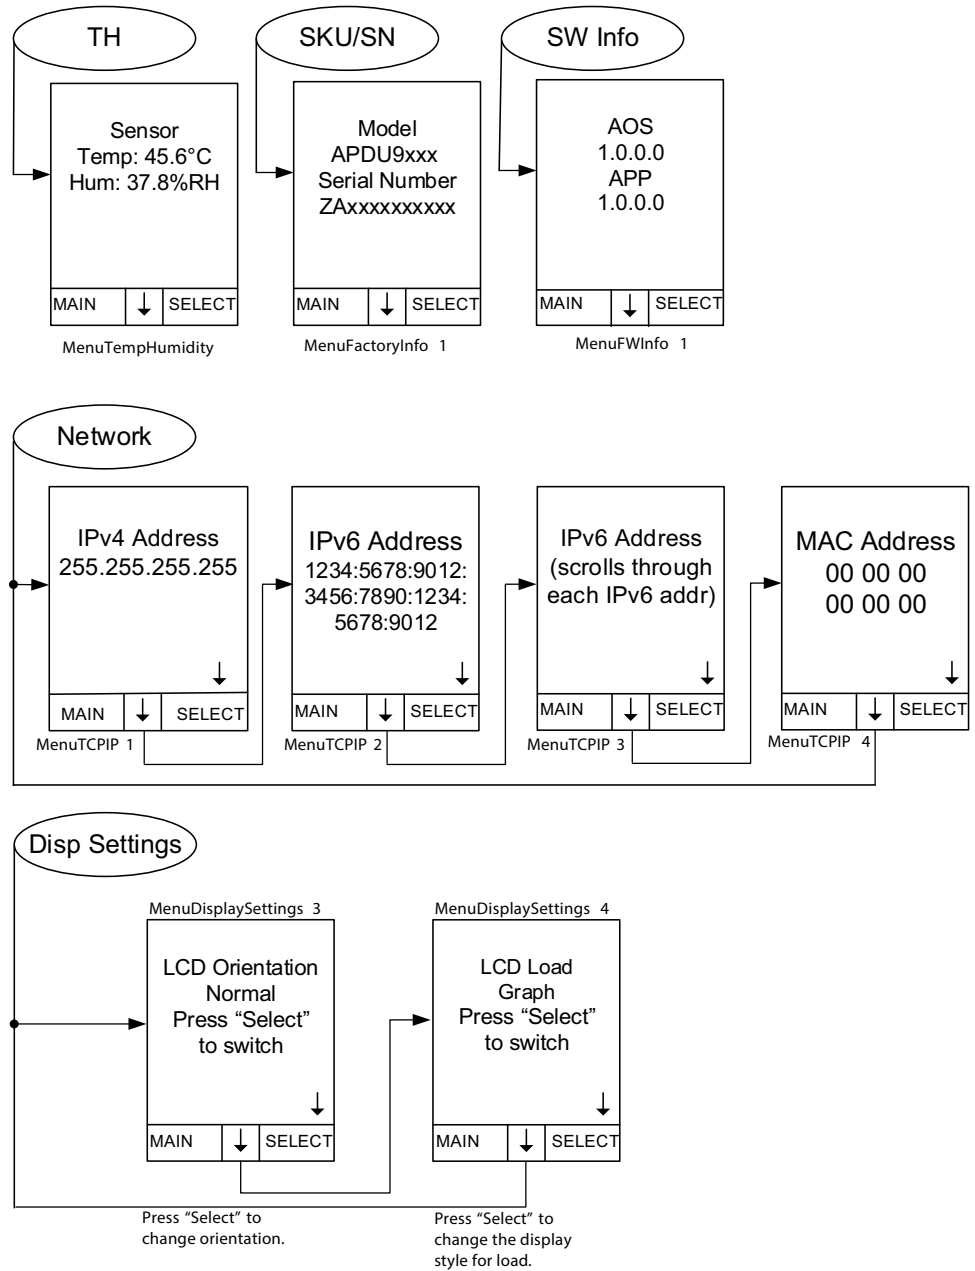 TH
Sensor
Temp: 45.6°C
Hum: 37.8%RH
MAIN ↓ SELECT
MenuTempHumidity
SKU/SN
Model
APDU9xxx
Serial Number
ZAxxxxxxxxxx
MAIN ↓ SELECT
MenuFactoryInfo 1
SW Info
AOS
1.0.0.0
APP
1.0.0.0
MAIN ↓ SELECT
MenuFWInfo 1
Network
IPv4 Address
255.255.255.255
↓
MAIN ↓ SELECT
MenuTCPIP 1
IPv6 Address
1234:5678:9012:
3456:7890:1234:
5678:9012
↓
MAIN ↓ SELECT
MenuTCPIP 2
IPv6 Address
(scrolls through
each IPv6 addr)
↓
MAIN ↓ SELECT
MenuTCPIP 3
MAC Address
00 00 00
00 00 00
↓
MAIN ↓ SELECT
MenuTCPIP 4
Disp Settings
MenuDisplaySettings 3
LCD Orientation
Normal
Press “Select”
to switch
↓
MAIN ↓ SELECT
Press “Select” to
change orientation.
MenuDisplaySettings 4
LCD Load
Graph
Press “Select”
to switch
↓
MAIN ↓ SELECT
Press “Select” to
change the display
style for load.